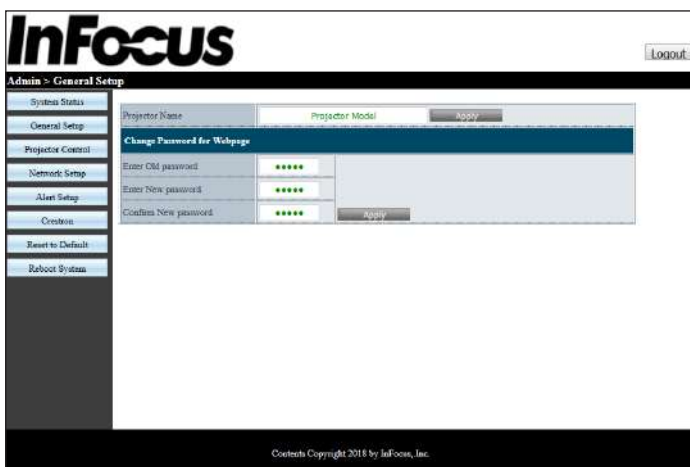 InFocus
Logout
Admin > General Setup
System Status
General Setup
Projector Control
Network Setup
Alert Setup
Crestron
Reset to Default
Reboot System
Projector Name
Projector Model
Apply
Change Password for Webpage
Enter Old password
●●●●●
Enter New password
●●●●●
Confirm New password
●●●●●
Apply
Contents Copyright 2018 by InFocus, Inc.